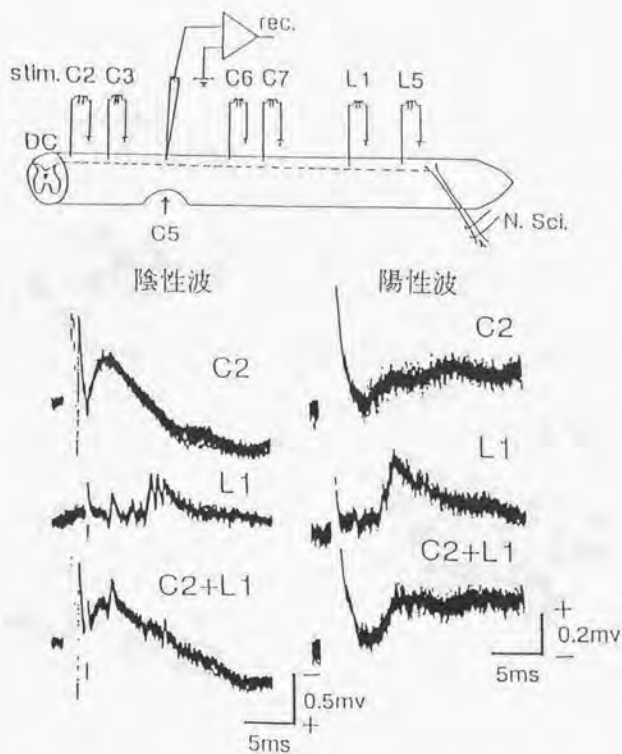 rec.
stim. C2 C3 C6 C7 L1 L5
DC
C5
N. Sci.
陰性波 陽性波
C2 C2
L1 L1
C2+L1 C2+L1
+
0.2mv
−
5ms
−
0.5mv
+
5ms